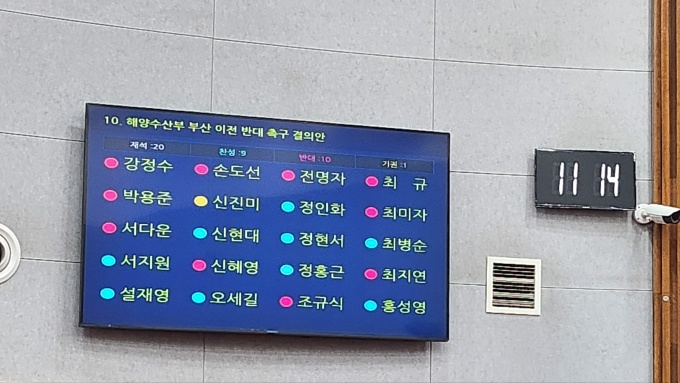 10. 해양수산부 부산 이전 반대 촉구 결의안
재석 :20 찬성 :9 반대 :10 기권 :1
강정수 손도선 전명자 최 규
박용준 신진미 정인화 최미자
서다운 신현대 정현서 최병순
서지원 신혜영 정홍근 최지연
설재영 오세길 조규식 홍성영
11 14